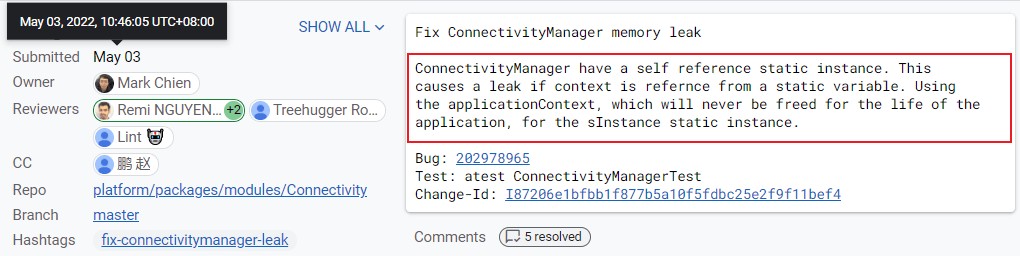 May 03, 2022, 10:46:05 UTC+08:00
SHOW ALL
Submitted May 03
Owner Mark Chien
Reviewers Remi NGUYEN... +2 Treehugger Ro...
Lint
CC 鹏 赵
Repo platform/packages/modules/Connectivity
Branch master
Hashtags fix-connectivitymanager-leak
Fix ConnectivityManager memory leak
ConnectivityManager have a self reference static instance. This
causes a leak if context is refernce from a static variable. Using
the applicationContext, which will never be freed for the life of the
application, for the sInstance static instance.
Bug: 202978965
Test: atest ConnectivityManagerTest
Change-Id: I87206e1bfbb1f877b5a10f5fdbc25e2f9f11bef4
Comments 5 resolved